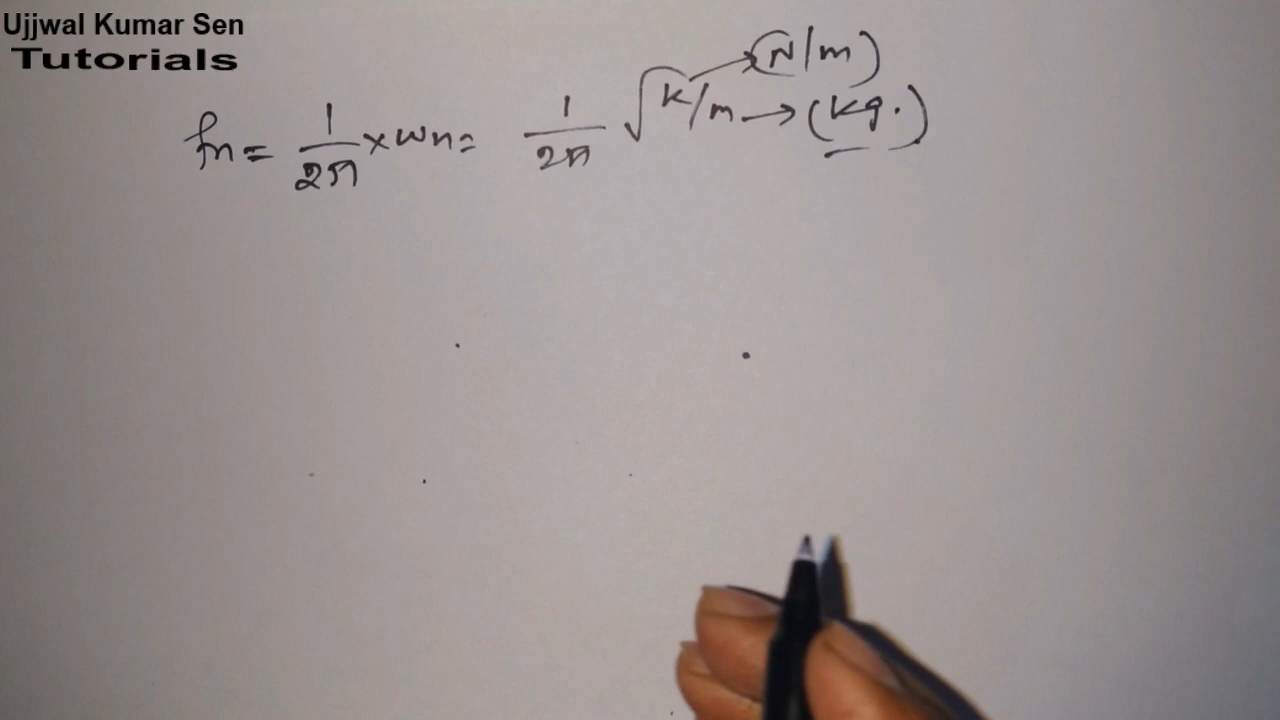 Ujjwal Kumar Sen
Tutorials
fn = 1/2π × ωn = 1/2π √k/m → (N/m)
→ (kg.)